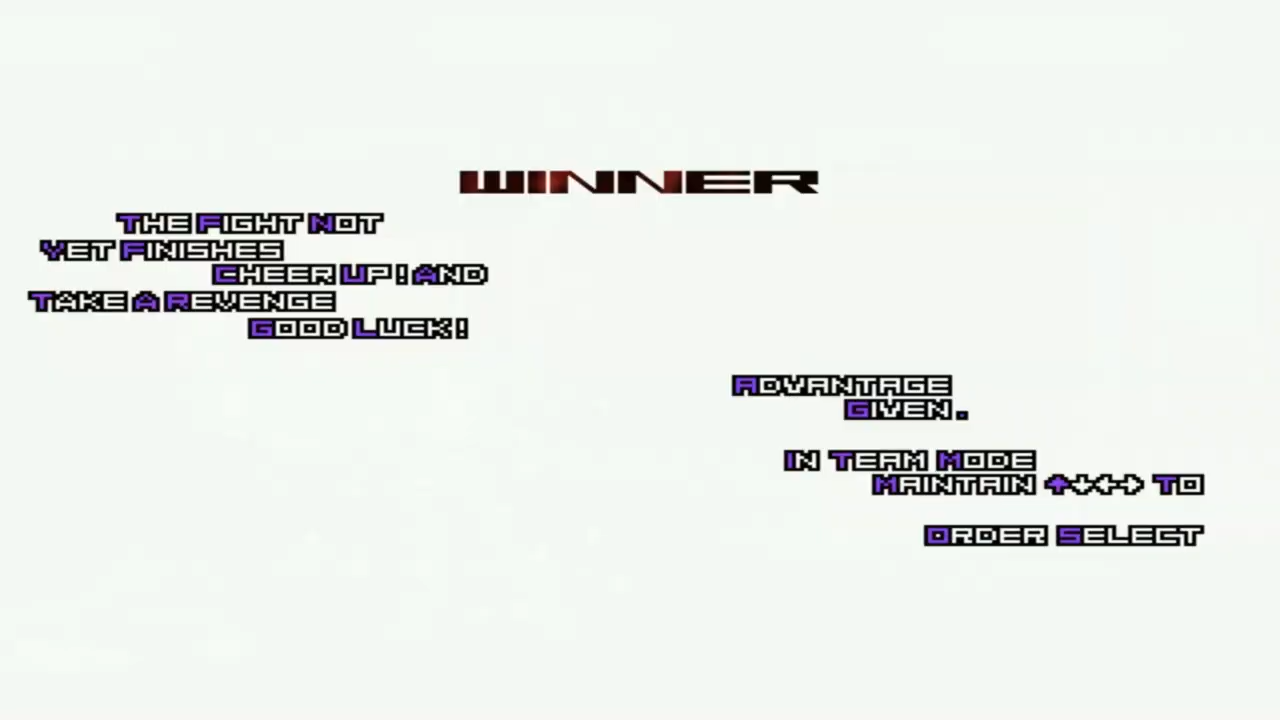 WINNER
THE FIGHT NOT
YET FINISHES
CHEER UP! AND
TAKE A REVENGE
GOOD LUCK!
ADVANTAGE
GIVEN.
IN TEAM MODE
MAINTAIN ↑↓←→ TO
ORDER SELECT